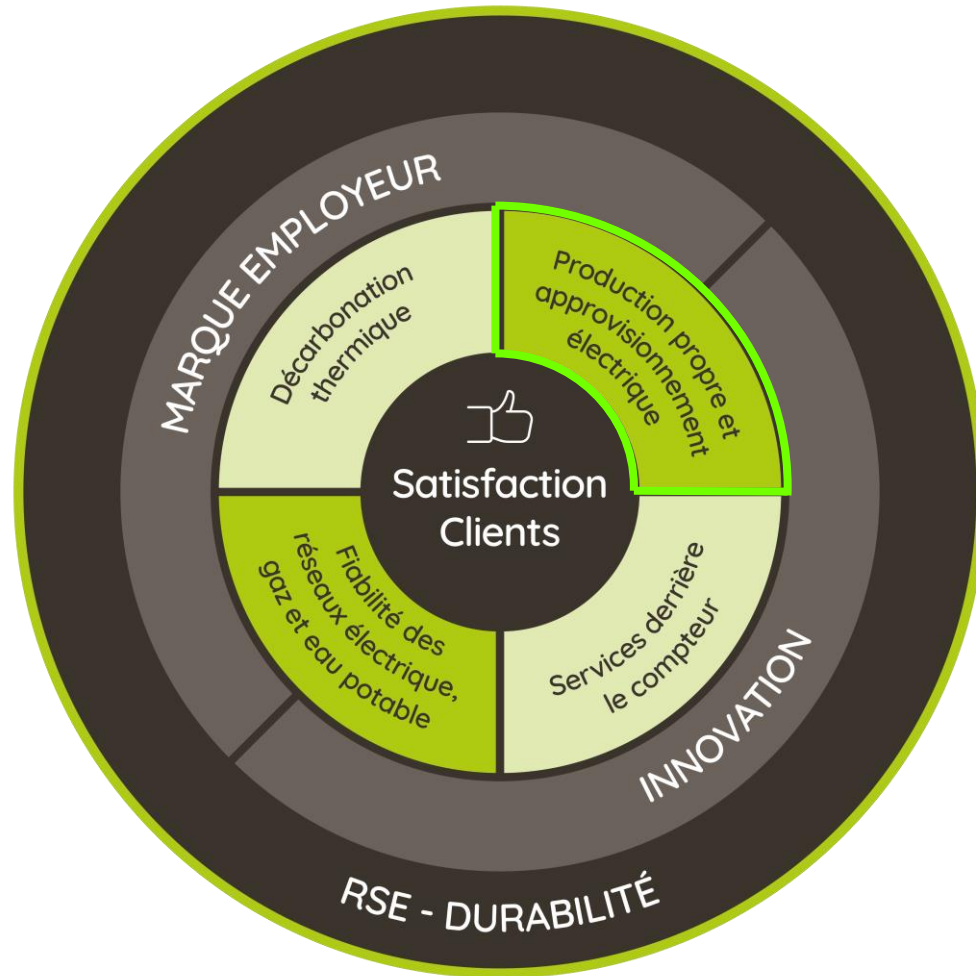 MARQUE EMPLOYEUR
Décarbonation
thermique
Production propre et
approvisionnement
électrique
Satisfaction
Clients
Fiabilité des
réseaux électrique,
gaz et eau potable
Services derrière
le compteur
INNOVATION
RSE - DURABILITÉ